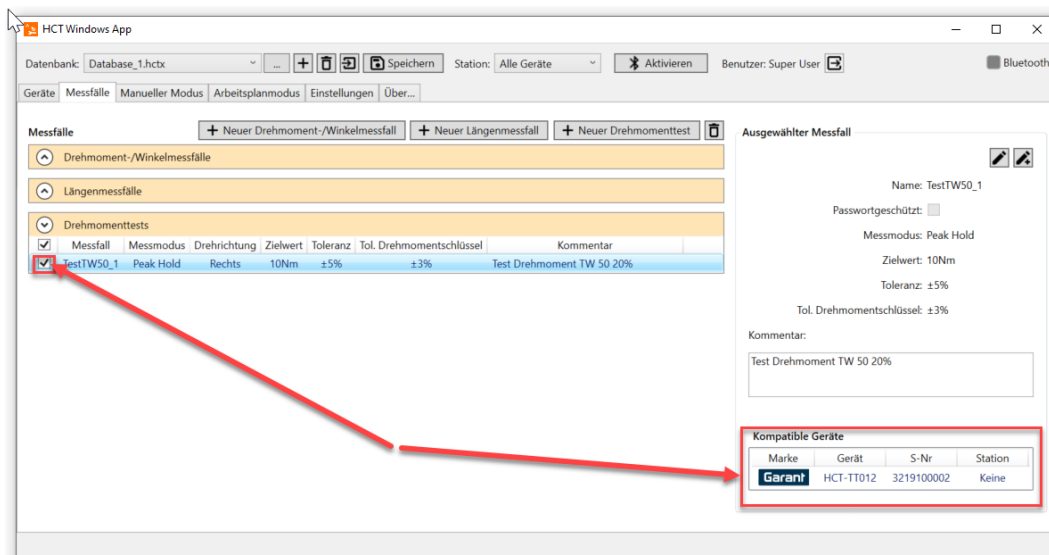 HCT Windows App
Datenbank: Database_1.hctx ... Speichern Station: Alle Geräte Aktivieren Benutzer: Super User Bluetooth
Geräte Messfälle Manueller Modus Arbeitsplanmodus Einstellungen Über...
Messfälle + Neuer Drehmoment-/Winkelmessfall + Neuer Längenmessfall + Neuer Drehmomenttest
Drehmoment-/Winkelmessfälle
Längenmessfälle
Drehmomenttests
Messfall Messmodus Drehrichtung Zielwert Toleranz Tol. Drehmomentschlüssel Kommentar
TestTW50_1 Peak Hold Rechts 10Nm ±5% ±3% Test Drehmoment TW 50 20%
Ausgewählter Messfall
Name: TestTW50_1
Passwortgeschützt:
Messmodus: Peak Hold
Zielwert: 10Nm
Toleranz: ±5%
Tol. Drehmomentschlüssel: ±3%
Kommentar:
Test Drehmoment TW 50 20%
Kompatible Geräte
Marke Gerät S-Nr Station
Garant HCT-TT012 3219100002 Keine